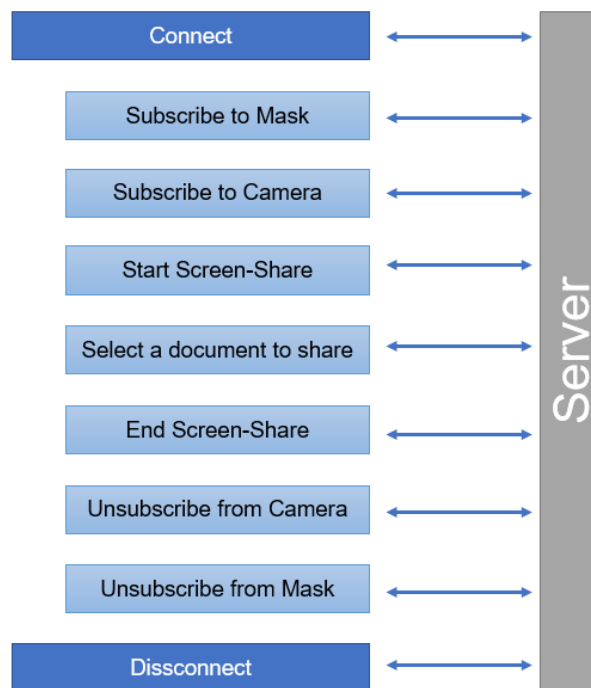 Connect
Subscribe to Mask
Subscribe to Camera
Start Screen-Share
Select a document to share
End Screen-Share
Unsubscribe from Camera
Unsubscribe from Mask
Dissconnect
Server